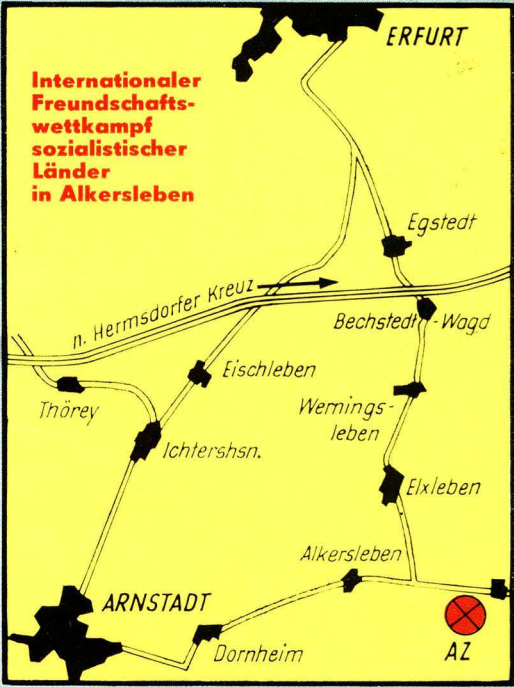 ERFURT
Internationaler
Freundschafts-
wettkampf
sozialistischer
Länder
in Alkersleben
Egstedt
n. Hermsdorfer Kreuz
Bechstedt-Wagd
Eischleben
Thörey
Wernings-
leben
Ichtershsn.
Elxleben
Alkersleben
ARNSTADT
Dornheim
AZ